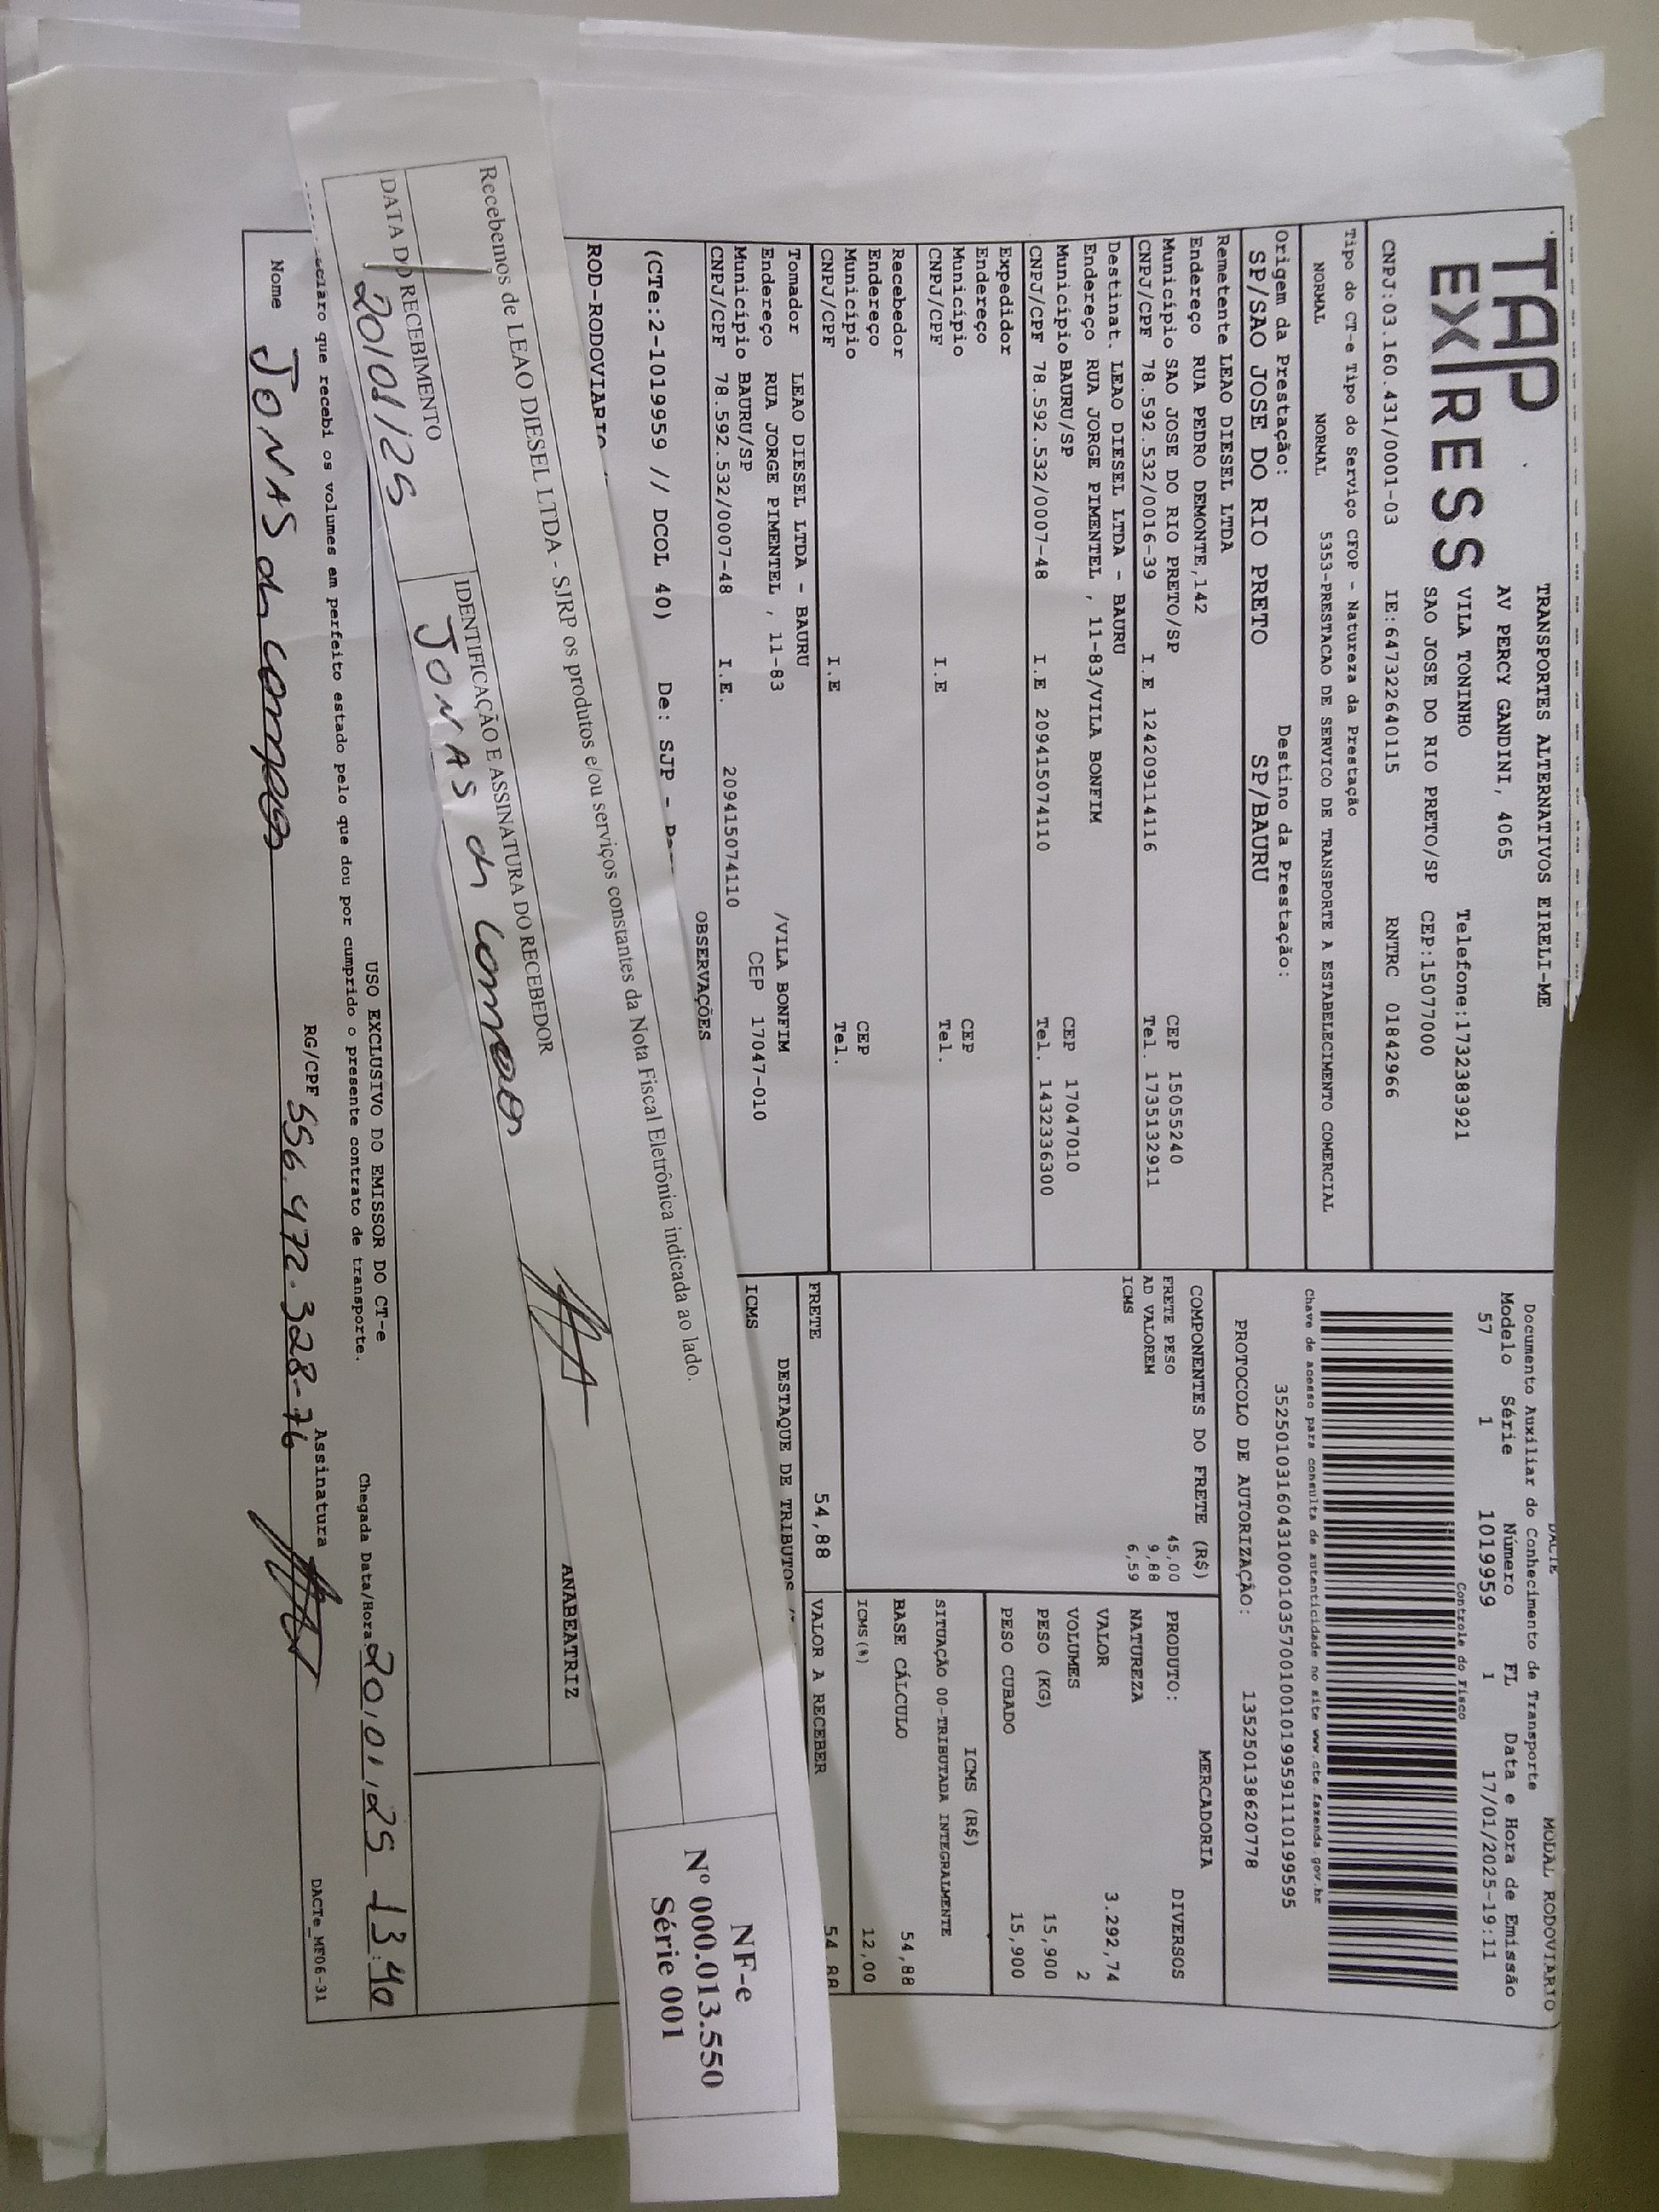 TAP
EXPRESS
TRANSPORTES ALTERNATIVOS EIRELI-ME
AV PERCY GANDINI, 4065
VILA TONINHO Telefone:1732383921
SAO JOSE DO RIO PRETO/SP CEP:15077000
CNPJ:03.160.431/0001-03 IE:647322640115 RNTRC 01842966
Tipo do CT-e Tipo do Serviço CFOP - Natureza da Prestação
NORMAL NORMAL 5353-PRESTACAO DE SERVICO DE TRANSPORTE A ESTABELECIMENTO COMERCIAL
Origem da Prestação: Destino da Prestação:
SP/SAO JOSE DO RIO PRETO SP/BAURU
Remetente LEAO DIESEL LTDA
Endereço RUA PEDRO DEMONTE,142
Município SAO JOSE DO RIO PRETO/SP CEP 15055240
CNPJ/CPF 78.592.532/0016-39 I.E 124209114116 Tel. 1735132911
Destinat. LEAO DIESEL LTDA - BAURU
Endereço RUA JORGE PIMENTEL , 11-83/VILA BONFIM
Município BAURU/SP CEP 17047010
CNPJ/CPF 78.592.532/0007-48 I.E 209415074110 Tel. 1432336300
Expedidor
Endereço
Município CEP
CNPJ/CPF I.E Tel.
Recebedor
Endereço
Município CEP
CNPJ/CPF I.E Tel.
Tomador LEAO DIESEL LTDA - BAURU
Endereço RUA JORGE PIMENTEL , 11-83 /VILA BONFIM
Município BAURU/SP CEP 17047-010
CNPJ/CPF 78.592.532/0007-48 I.E. 209415074110
OBSERVAÇÕES
(CTe:2-1019959 // DCOL 40) De: SJP -
ROD-RODOVIARIO
DACTE MODAL RODOVIARIO
Documento Auxiliar do Conhecimento de Transporte
Modelo Série Número FL Data e Hora de Emissão
57 1 1019959 1 17/01/2025-19:11
Controle do Fisco
Chave de acesso para consulta de autenticidade no site www.cte.fazenda.gov.br
35250103160431000103570010010199591110199595
PROTOCOLO DE AUTORIZAÇÃO: 135250138620778
COMPONENTES DO FRETE (R$)
FRETE PESO 45,00
AD VALOREM 9,88
ICMS 6,59
MERCADORIA
PRODUTO: DIVERSOS
NATUREZA
VALOR 3.292,74
VOLUMES 2
PESO (KG) 15,900
PESO CUBADO 15,900
ICMS (R$)
SITUAÇÃO 00-TRIBUTADA INTEGRALMENTE
BASE CÁLCULO 54,88
ICMS(%) 12,00
FRETE 54,88 VALOR A RECEBER 54,88
DESTAQUE DE TRIBUTOS
ICMS
Recebemos de LEAO DIESEL LTDA - SJRP os produtos e/ou serviços constantes da Nota Fiscal Eletrônica indicada ao lado.
DATA DO RECEBIMENTO IDENTIFICAÇÃO E ASSINATURA DO RECEBEDOR
20/01/25 JONAS de campos
NF-e
Nº 000.013.550
Série 001
ANABEATRIZ
USO EXCLUSIVO DO EMISSOR DO CT-e
que recebi os volumes em perfeito estado pelo que dou por cumprido o presente contrato de transporte.
Chegada Data/Hora 20/01/25 13:40
Nome JONAS de campos RG/CPF 556.472.328-76 Assinatura
DACTe_MF06-31